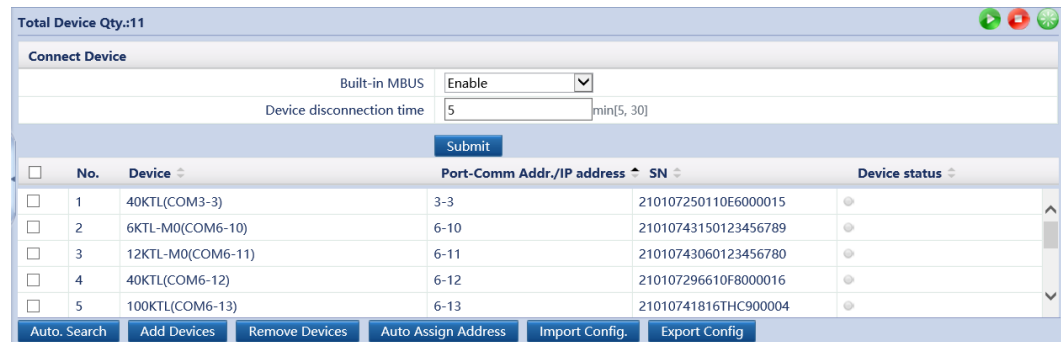 Total Device Qty.:11
Connect Device
Built-in MBUS Enable
Device disconnection time 5 min[5, 30]
Submit
No. Device Port-Comm Addr./IP address SN Device status
1 40KTL(COM3-3) 3-3 210107250110E6000015
2 6KTL-M0(COM6-10) 6-10 21010743150123456789
3 12KTL-M0(COM6-11) 6-11 21010743060123456780
4 40KTL(COM6-12) 6-12 210107296610F8000016
5 100KTL(COM6-13) 6-13 21010741816THC900004
Auto. Search Add Devices Remove Devices Auto Assign Address Import Config. Export Config